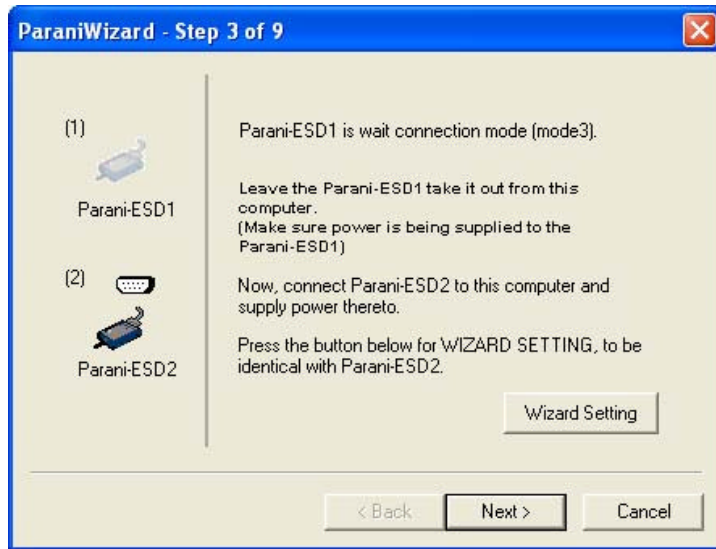 ParaniWizard - Step 3 of 9
(1)
Parani-ESD1
(2)
Parani-ESD2
Parani-ESD1 is wait connection mode (mode3).
Leave the Parani-ESD1 take it out from this
computer.
(Make sure power is being supplied to the
Parani-ESD1)
Now, connect Parani-ESD2 to this computer and
supply power thereto.
Press the button below for WIZARD SETTING, to be
identical with Parani-ESD2.
Wizard Setting
< Back
Next >
Cancel